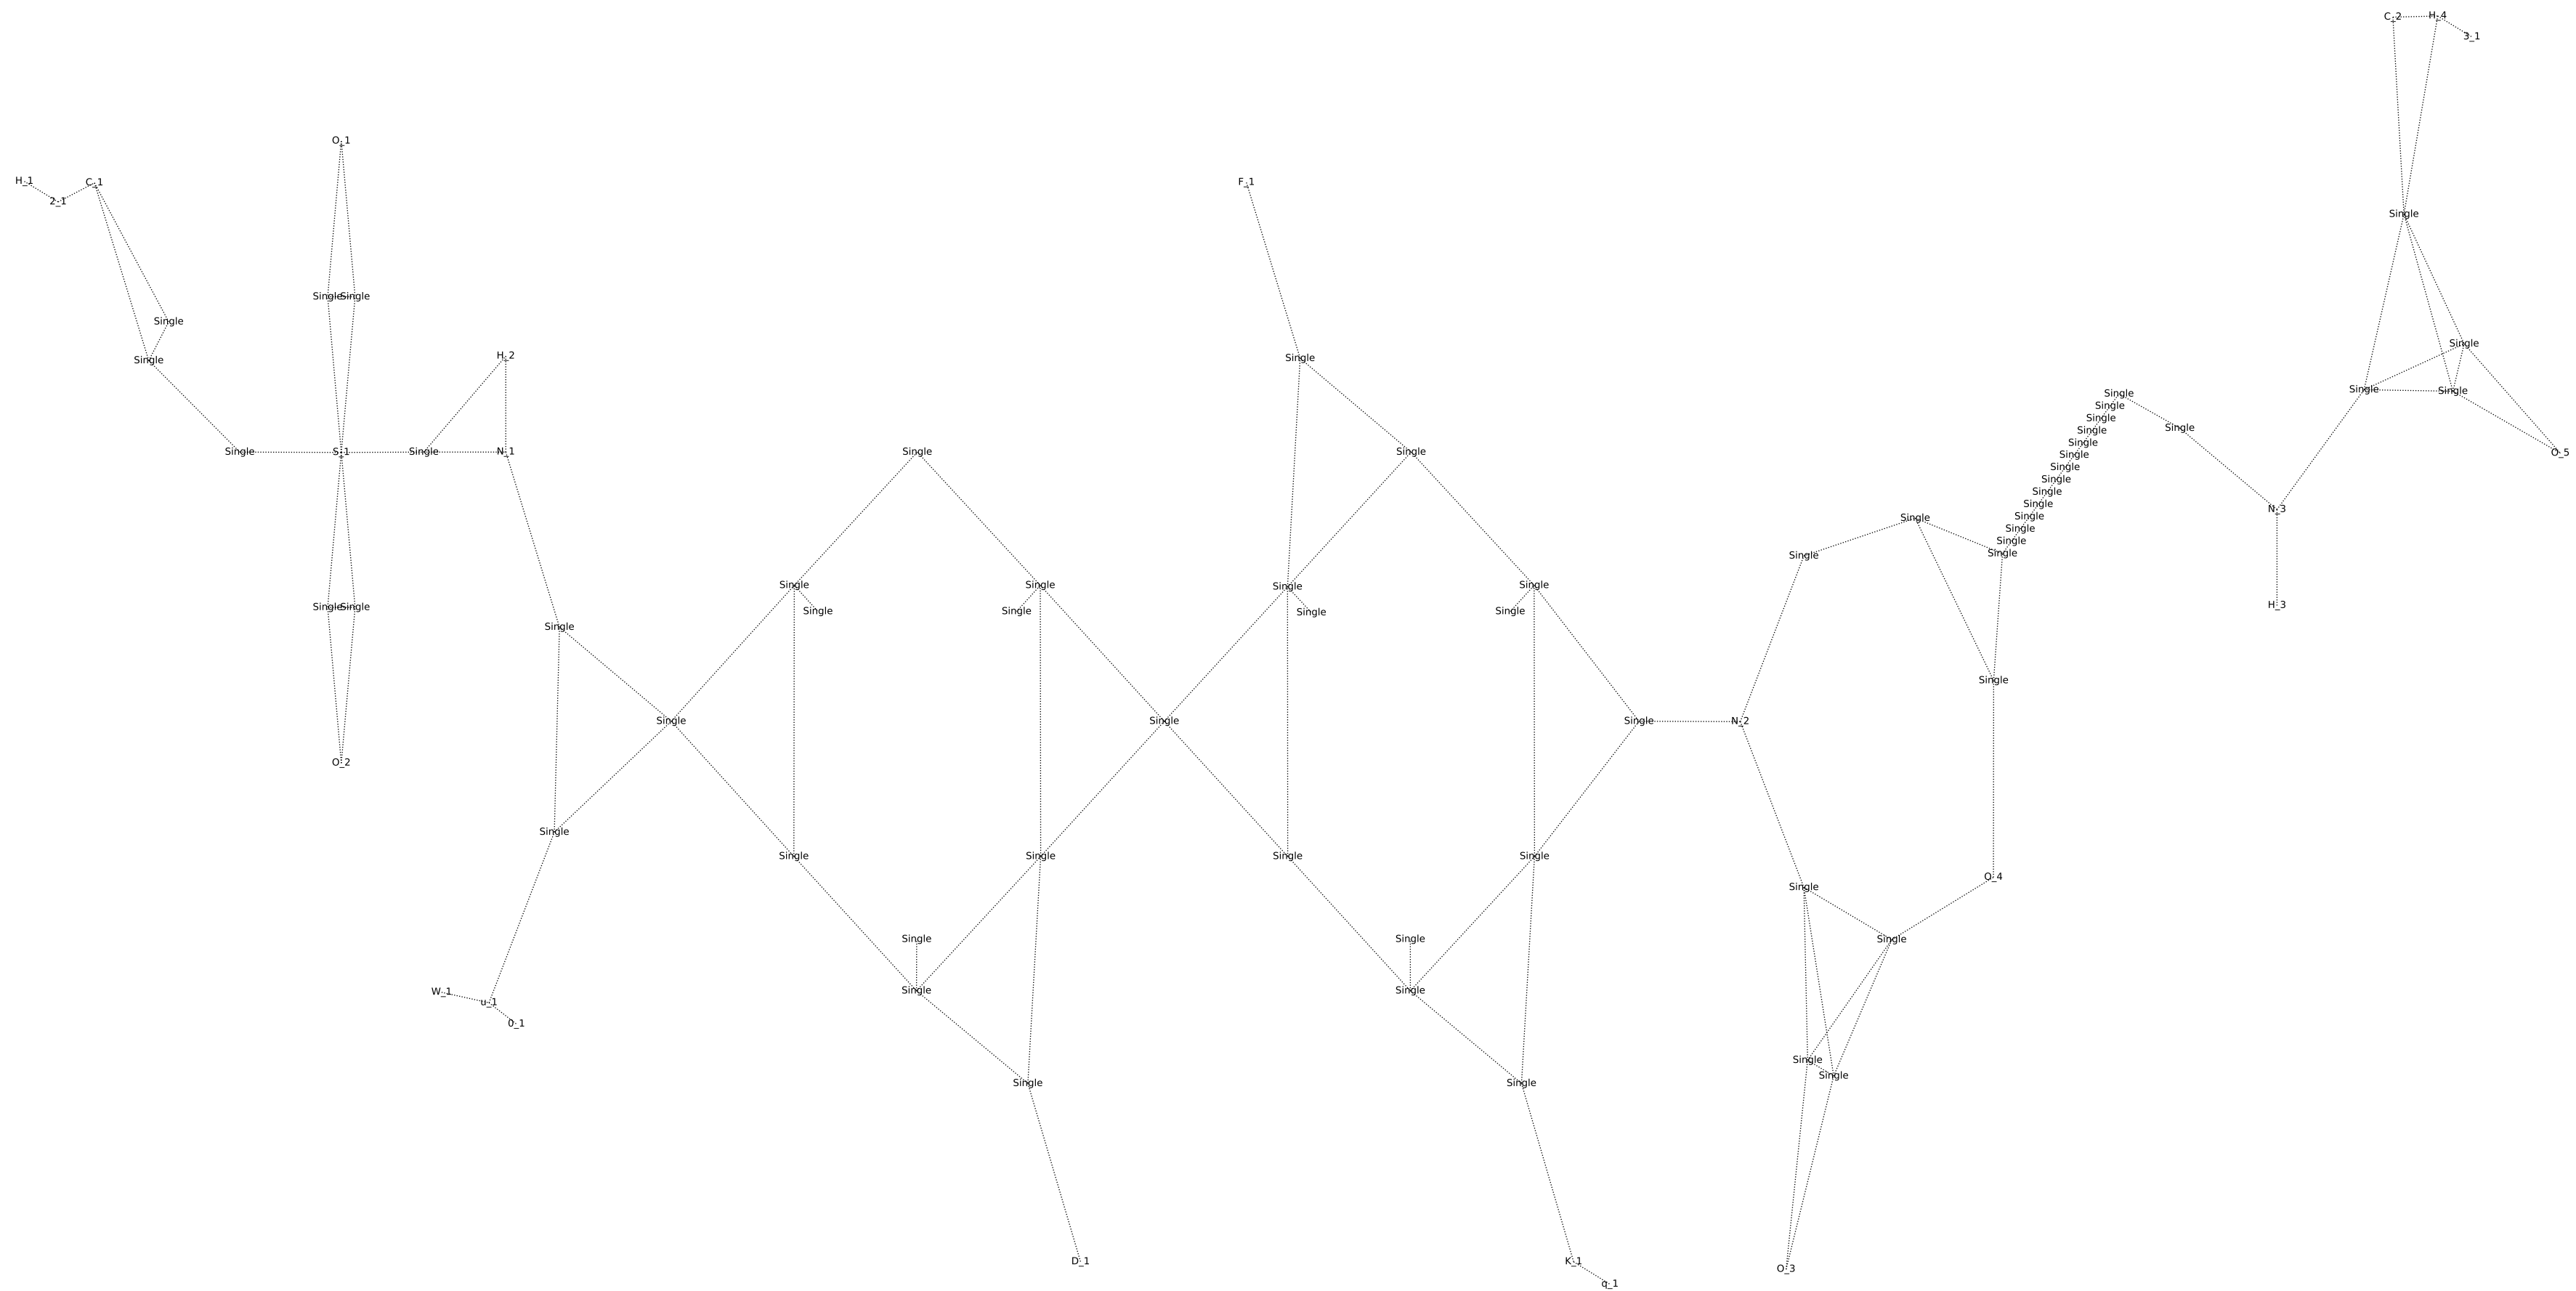 C_2 H_4
3_1
O_1
H_1 C_1 F_1
2_1
Single
Single Single
Single
Single
H_2 Single Single
Single
Single Single
Single
Single
Single
Single
Single
Single S_1 Single N_1 Single Single Single O_5
Single
Single
Single
Single N_3
Single
Single Single
Single
Single
Single Single
Single Single Single Single
H_3
Single Single Single Single Single Single
Single
Single
Single Single Single N_2
O_2
Single
Single Single Single Single
O_4
Single
Single Single Single
Single Single
W_1
u_1
0_1
Single
Single
Single Single
D_1 K_1
O_3
q_1